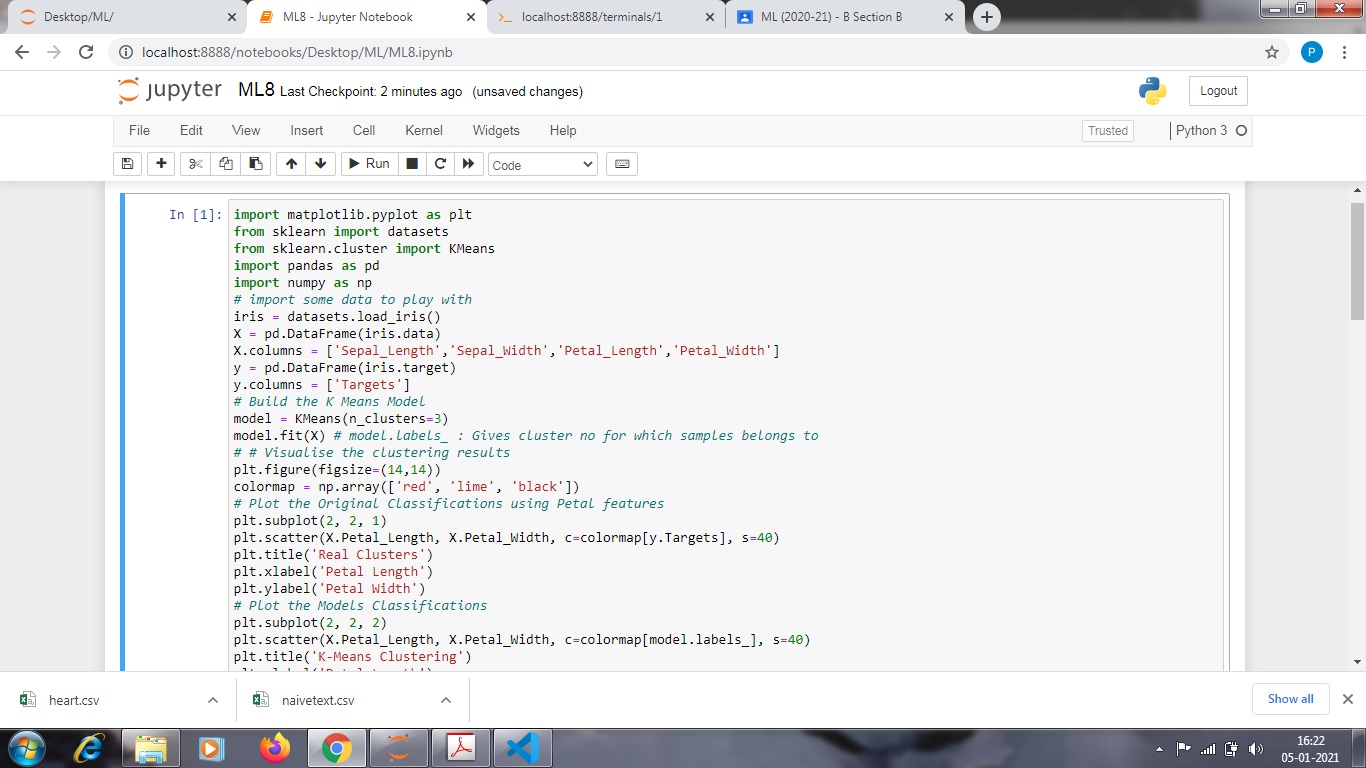 Desktop/ML/
ML8 - Jupyter Notebook
localhost:8888/terminals/1
ML (2020-21) - B Section B
localhost:8888/notebooks/Desktop/ML/ML8.ipynb
P
jupyter ML8 Last Checkpoint: 2 minutes ago (unsaved changes)
Logout
File Edit View Insert Cell Kernel Widgets Help
Trusted
Python 3
Run
Code
In [1]:
import matplotlib.pyplot as plt
from sklearn import datasets
from sklearn.cluster import KMeans
import pandas as pd
import numpy as np
# import some data to play with
iris = datasets.load_iris()
X = pd.DataFrame(iris.data)
X.columns = ['Sepal_Length','Sepal_Width','Petal_Length','Petal_Width']
y = pd.DataFrame(iris.target)
y.columns = ['Targets']
# Build the K Means Model
model = KMeans(n_clusters=3)
model.fit(X) # model.labels_ : Gives cluster no for which samples belongs to
# # Visualise the clustering results
plt.figure(figsize=(14,14))
colormap = np.array(['red', 'lime', 'black'])
# Plot the Original Classifications using Petal features
plt.subplot(2, 2, 1)
plt.scatter(X.Petal_Length, X.Petal_Width, c=colormap[y.Targets], s=40)
plt.title('Real Clusters')
plt.xlabel('Petal Length')
plt.ylabel('Petal Width')
# Plot the Models Classifications
plt.subplot(2, 2, 2)
plt.scatter(X.Petal_Length, X.Petal_Width, c=colormap[model.labels_], s=40)
plt.title('K-Means Clustering')
heart.csv
naivetext.csv
Show all
16:22
05-01-2021